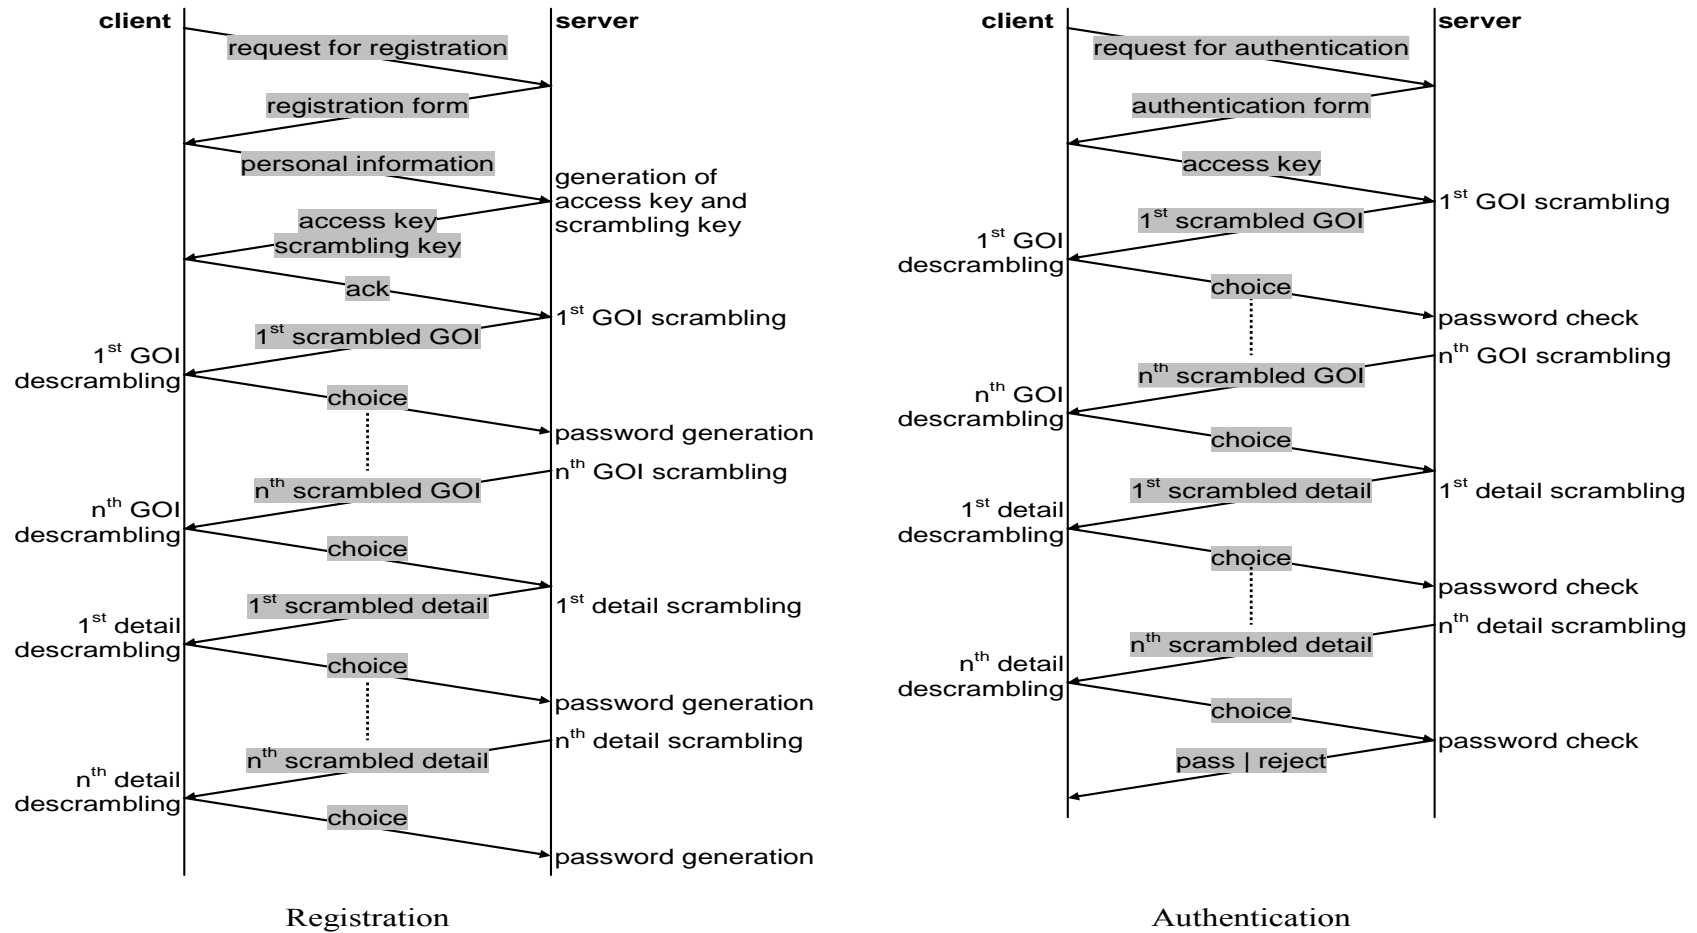 client
server
request for registration
registration form
personal information
generation of
access key and
scrambling key
access key
scrambling key
ack
1st GOI scrambling
1st scrambled GOI
1st GOI
descrambling
choice
password generation
nth GOI scrambling
nth scrambled GOI
nth GOI
descrambling
choice
1st scrambled detail
1st detail scrambling
1st detail
descrambling
choice
password generation
nth detail scrambling
nth scrambled detail
nth detail
descrambling
choice
password generation
Registration
client
server
request for authentication
authentication form
access key
1st GOI scrambling
1st scrambled GOI
1st GOI
descrambling
choice
password check
nth GOI scrambling
nth scrambled GOI
nth GOI
descrambling
choice
1st scrambled detail
1st detail scrambling
1st detail
descrambling
choice
password check
nth detail scrambling
nth scrambled detail
nth detail
descrambling
choice
password check
pass | reject
Authentication